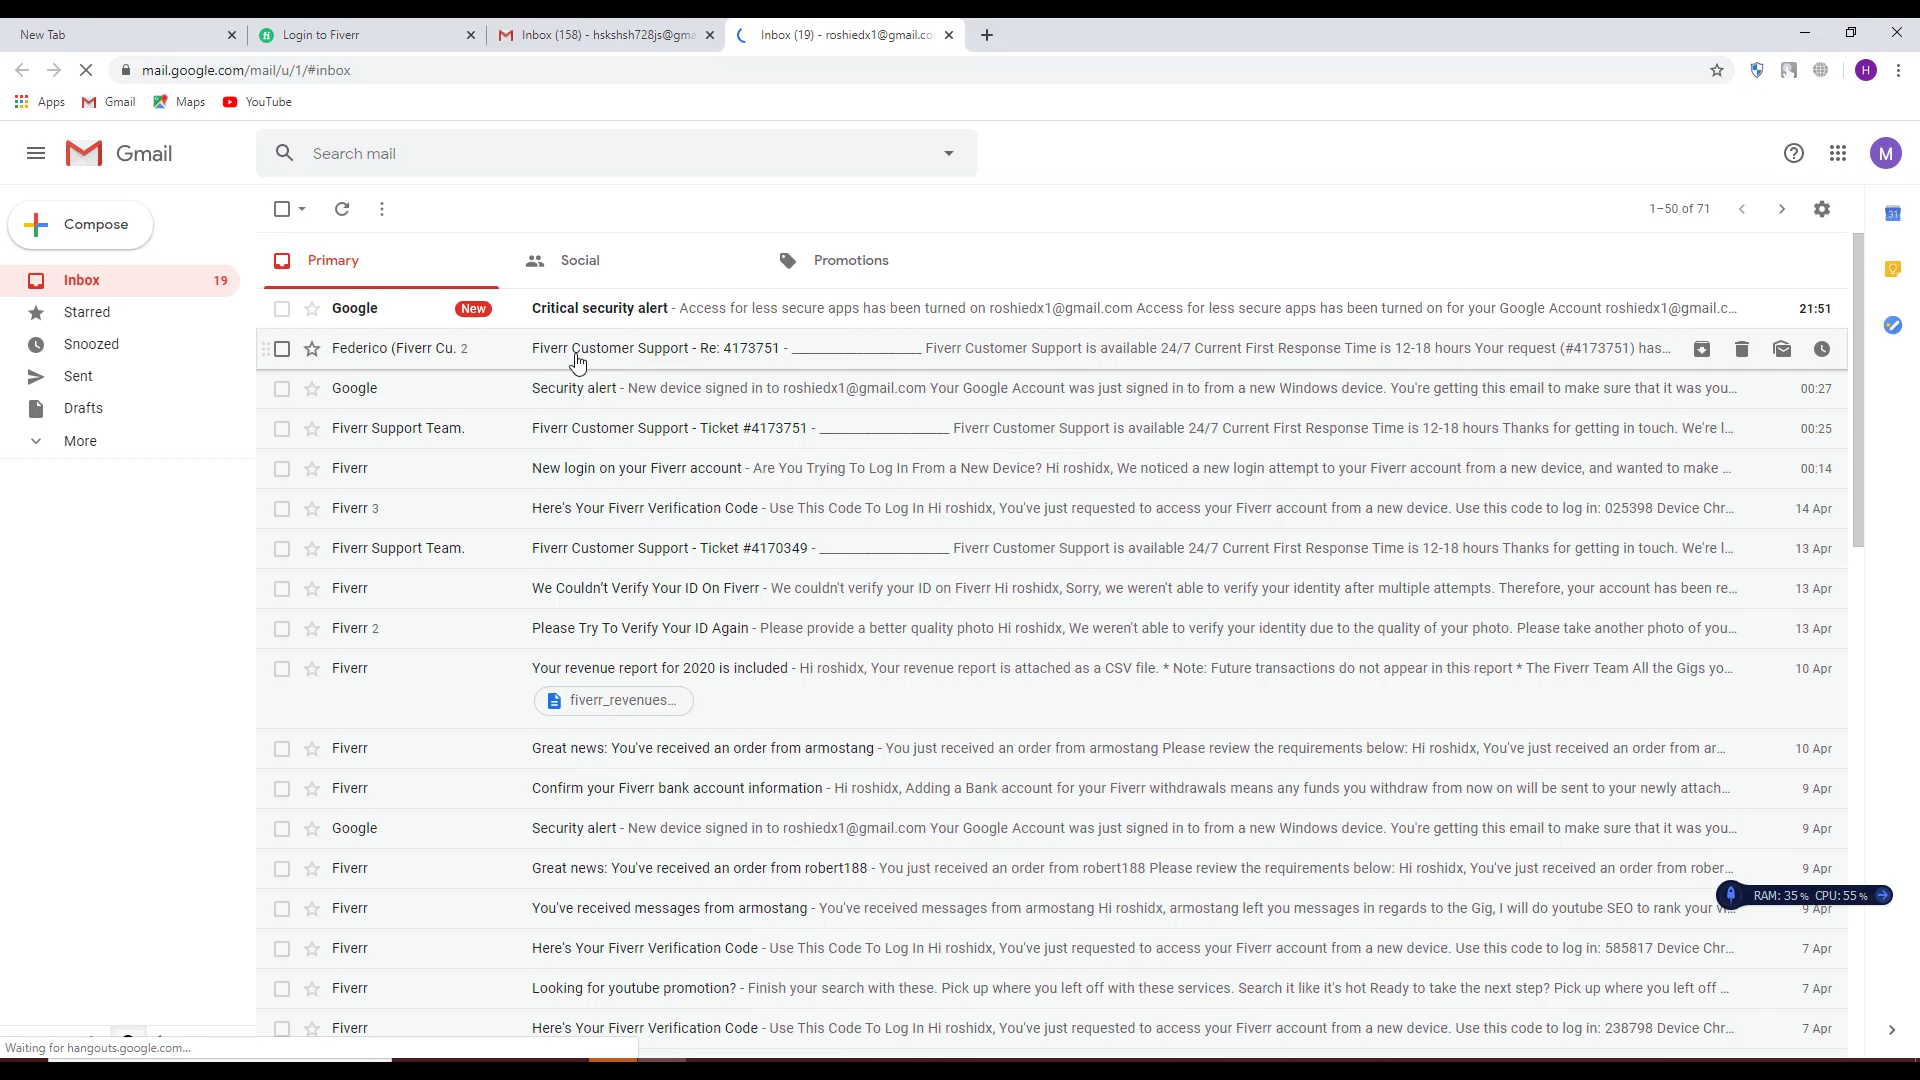 New Tab
Login to Fiverr
Inbox (158) - hskshsh728js@gma
Inbox (19) - roshiedx1@gmail.co
mail.google.com/mail/u/1/#inbox
H
Apps
Gmail
Maps
YouTube
Gmail
Search mail
M
Compose
1–50 of 71
31
Primary
Social
Promotions
Inbox 19
Starred
Snoozed
Sent
Drafts
More
Google New Critical security alert - Access for less secure apps has been turned on roshiedx1@gmail.com Access for less secure apps has been turned on for your Google Account roshiedx1@gmail.c... 21:51
Federico (Fiverr Cu. 2 Fiverr Customer Support - Re: 4173751 - ____________________ Fiverr Customer Support is available 24/7 Current First Response Time is 12-18 hours Your request (#4173751) has...
Google Security alert - New device signed in to roshiedx1@gmail.com Your Google Account was just signed in to from a new Windows device. You're getting this email to make sure that it was you... 00:27
Fiverr Support Team. Fiverr Customer Support - Ticket #4173751 - ____________________ Fiverr Customer Support is available 24/7 Current First Response Time is 12-18 hours Thanks for getting in touch. We're l... 00:25
Fiverr New login on your Fiverr account - Are You Trying To Log In From a New Device? Hi roshidx, We noticed a new login attempt to your Fiverr account from a new device, and wanted to make ... 00:14
Fiverr 3 Here's Your Fiverr Verification Code - Use This Code To Log In Hi roshidx, You've just requested to access your Fiverr account from a new device. Use this code to log in: 025398 Device Chr... 14 Apr
Fiverr Support Team. Fiverr Customer Support - Ticket #4170349 - ____________________ Fiverr Customer Support is available 24/7 Current First Response Time is 12-18 hours Thanks for getting in touch. We're l... 13 Apr
Fiverr We Couldn't Verify Your ID On Fiverr - We couldn't verify your ID on Fiverr Hi roshidx, Sorry, we weren't able to verify your identity after multiple attempts. Therefore, your account has been re... 13 Apr
Fiverr 2 Please Try To Verify Your ID Again - Please provide a better quality photo Hi roshidx, We weren't able to verify your identity due to the quality of your photo. Please take another photo of you... 13 Apr
Fiverr Your revenue report for 2020 is included - Hi roshidx, Your revenue report is attached as a CSV file. * Note: Future transactions do not appear in this report * The Fiverr Team All the Gigs yo... 10 Apr
fiverr_revenues...
Fiverr Great news: You've received an order from armostang - You just received an order from armostang Please review the requirements below: Hi roshidx, You've just received an order from ar... 10 Apr
Fiverr Confirm your Fiverr bank account information - Hi roshidx, Adding a Bank account for your Fiverr withdrawals means any funds you withdraw from now on will be sent to your newly attach... 9 Apr
Google Security alert - New device signed in to roshiedx1@gmail.com Your Google Account was just signed in to from a new Windows device. You're getting this email to make sure that it was you... 9 Apr
Fiverr Great news: You've received an order from robert188 - You just received an order from robert188 Please review the requirements below: Hi roshidx, You've just received an order from rober... 9 Apr
RAM: 35% CPU: 55%
Fiverr You've received messages from armostang - You've received messages from armostang Hi roshidx, armostang left you messages in regards to the Gig, I will do youtube SEO to rank your vi... 9 Apr
Fiverr Here's Your Fiverr Verification Code - Use This Code To Log In Hi roshidx, You've just requested to access your Fiverr account from a new device. Use this code to log in: 585817 Device Chr... 7 Apr
Fiverr Looking for youtube promotion? - Finish your search with these. Pick up where you left off with these services. Search it like it's hot Ready to take the next step? Pick up where you left off ... 7 Apr
Fiverr Here's Your Fiverr Verification Code - Use This Code To Log In Hi roshidx, You've just requested to access your Fiverr account from a new device. Use this code to log in: 238798 Device Chr... 7 Apr
Waiting for hangouts.google.com...